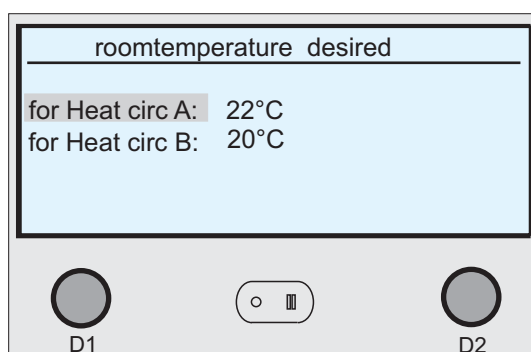 roomtemperature desired
for Heat circ A: 22°C
for Heat circ B: 20°C
D1 D2